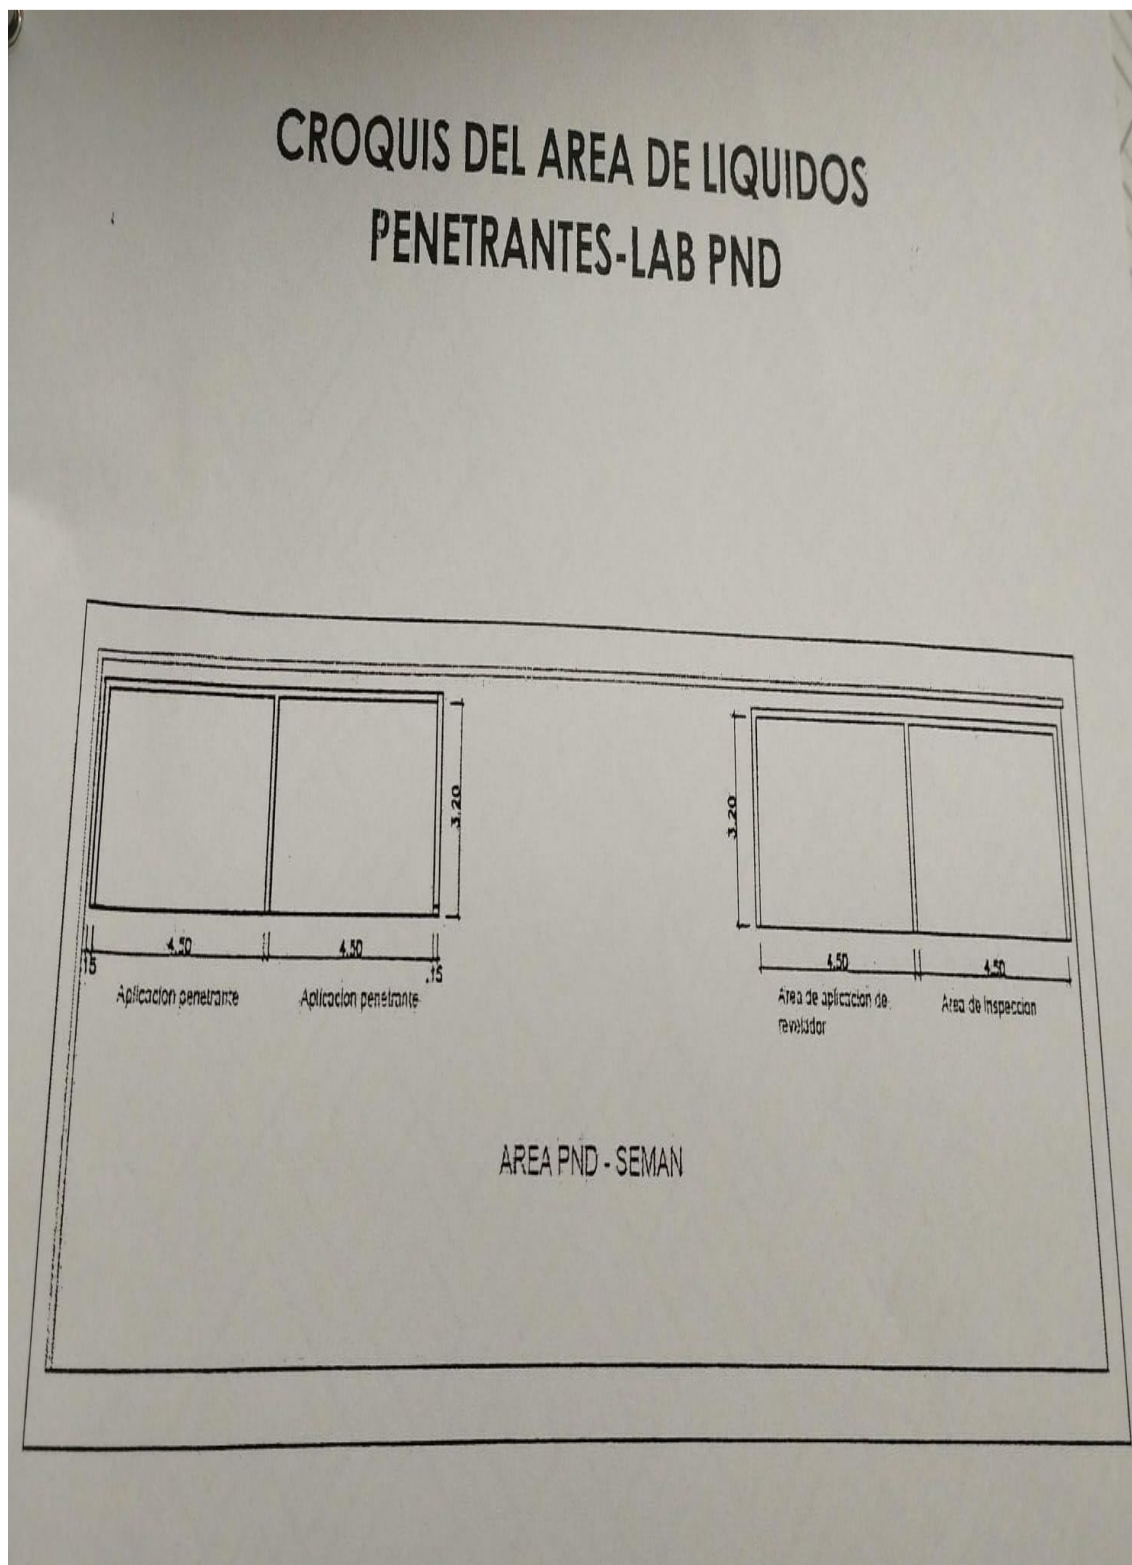 CROQUIS DEL AREA DE LIQUIDOS
PENETRANTES-LAB PND
3.20
3.20
4.50
4.50
.15
.15
Aplicacion penetrante
Aplicacion penetrante
4.50
4.50
Area de aplicacion de
revelador
Area de Inspeccion
AREA PND - SEMAN